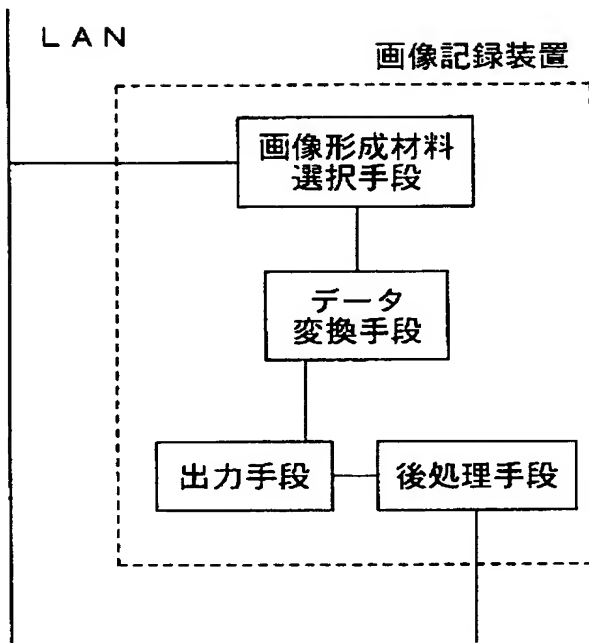 LAN
画像記録装置
画像形成材料
選択手段
データ
変換手段
出力手段
後処理手段